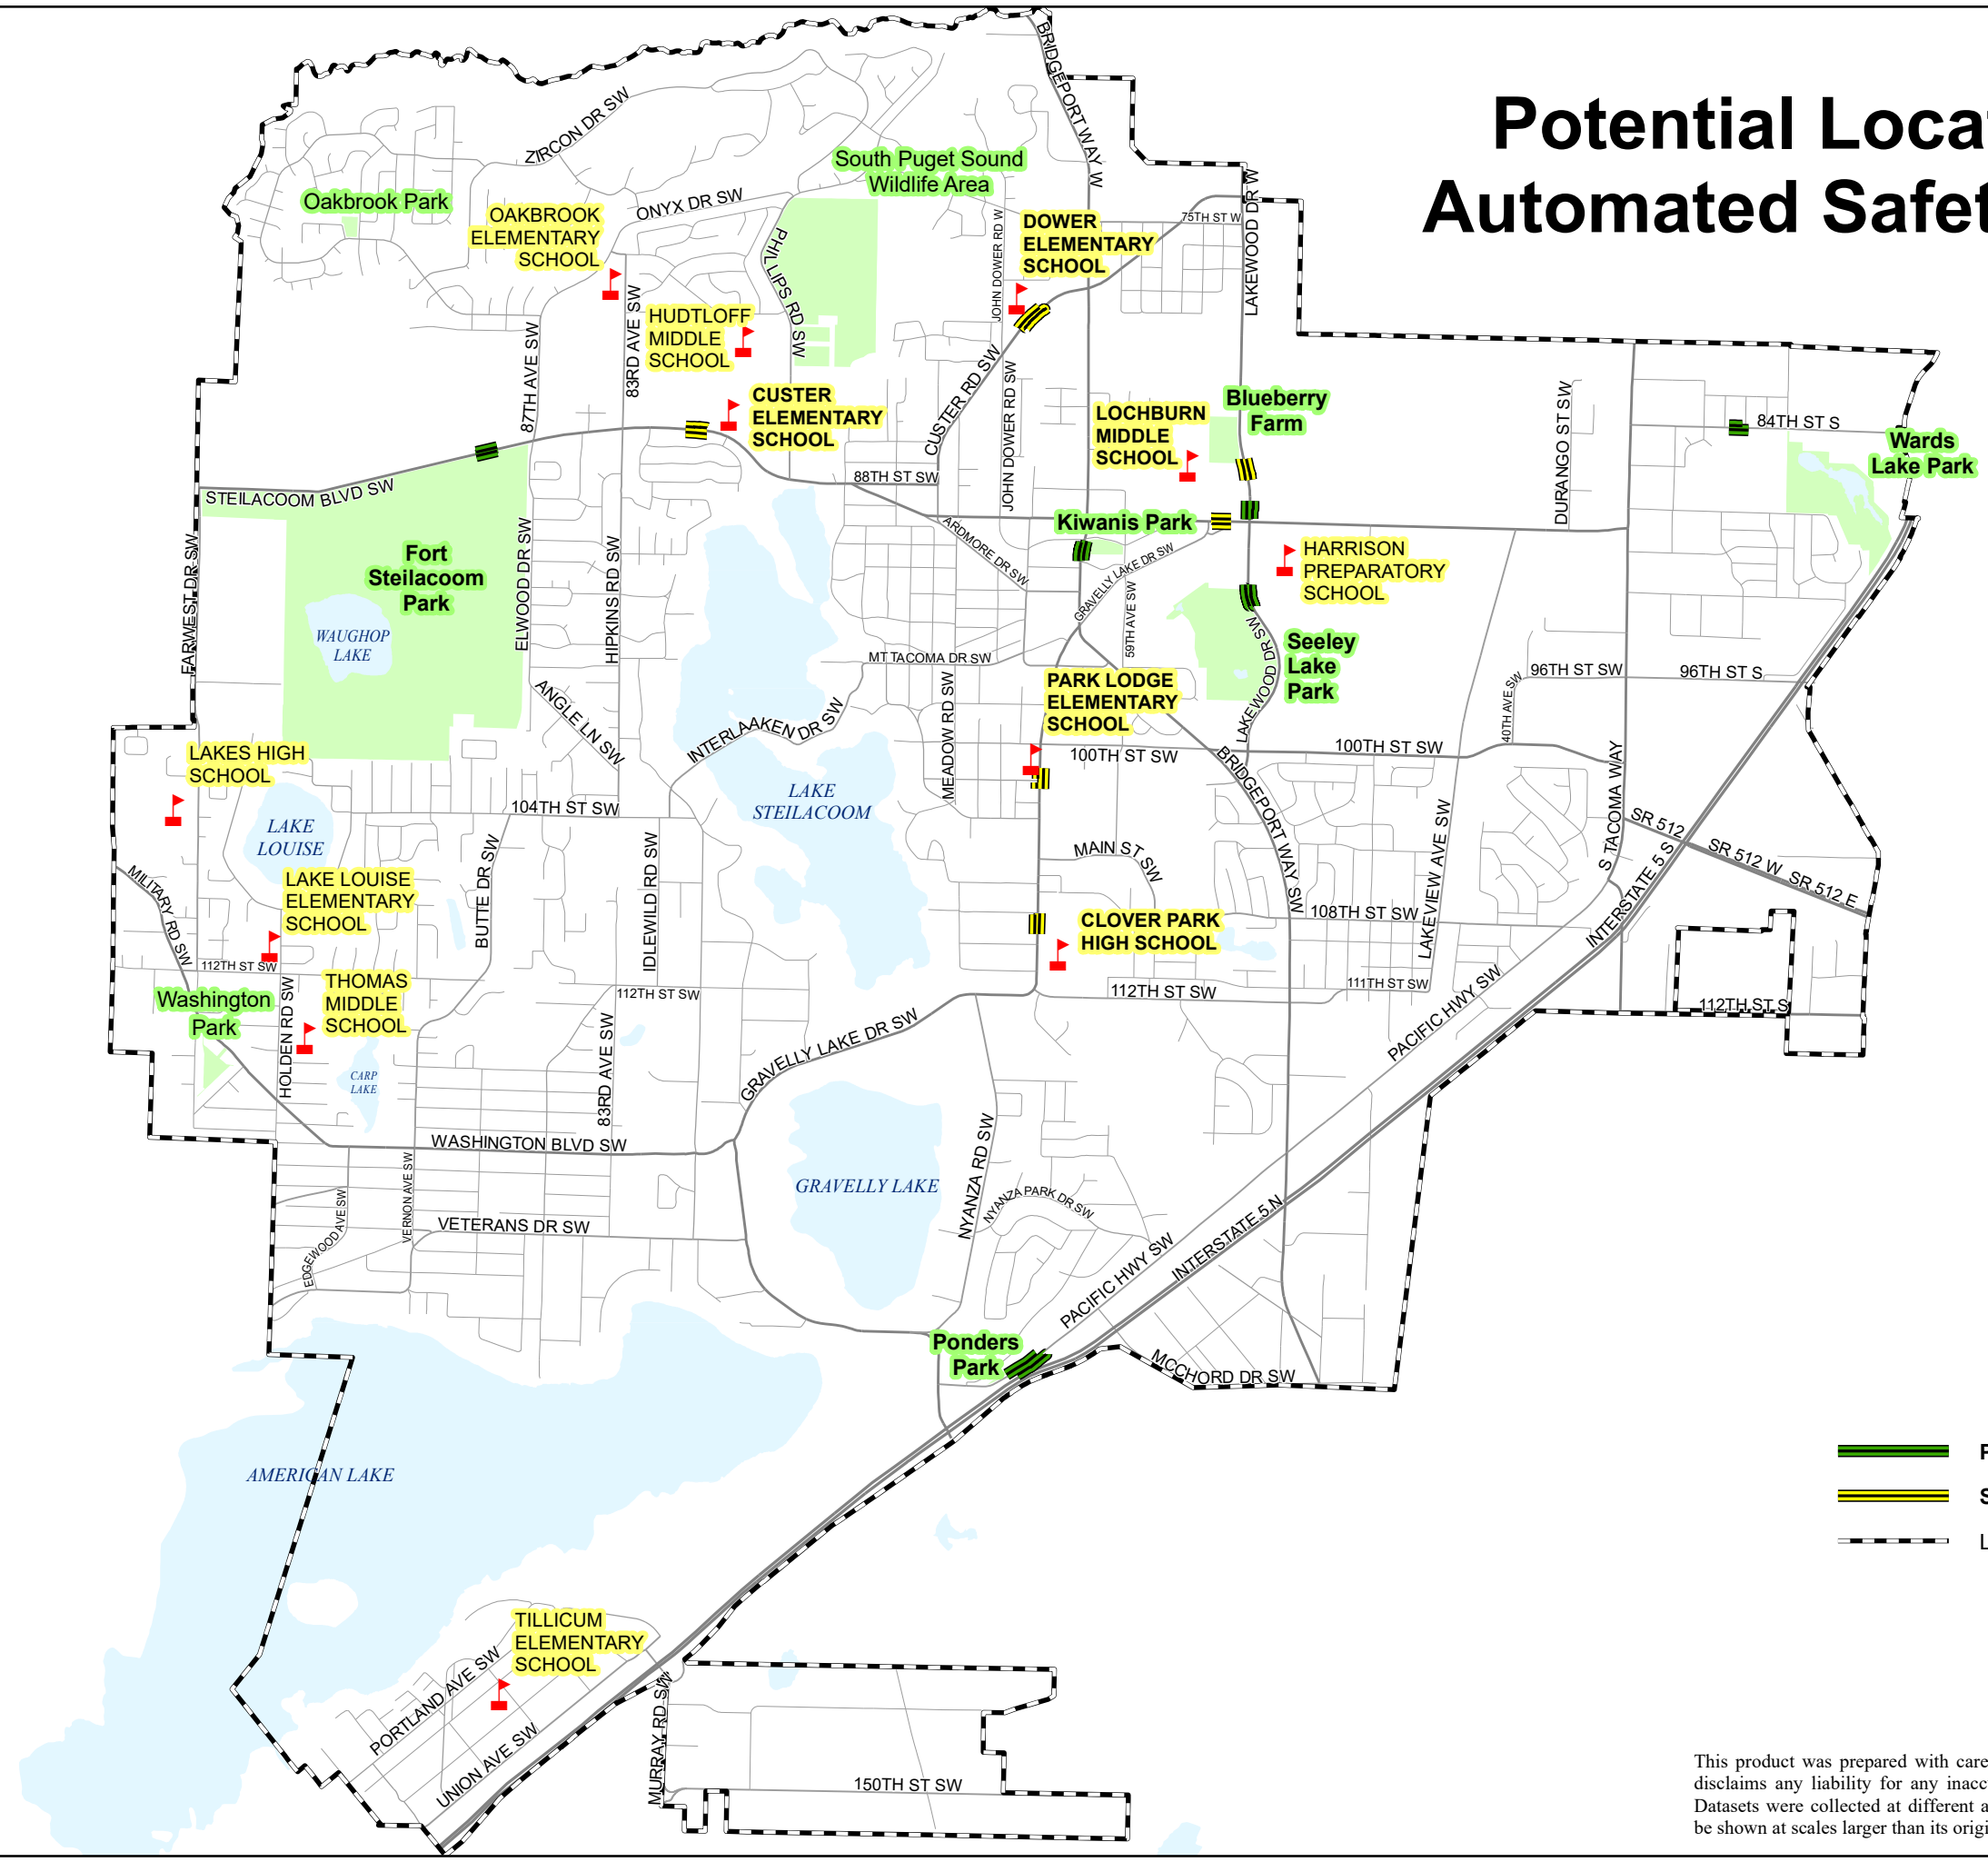 Potential Loca
Automated Safet
BRIDGEPORT WAY W
ZIRCON DR SW
South Puget Sound
Wildlife Area
Oakbrook Park
ONYX DR SW
OAKBROOK
ELEMENTARY
SCHOOL
PHILLIPS RD SW
JOHN DOWER RD W
DOWER
ELEMENTARY
SCHOOL
75TH ST W
LAKEWOOD DR W
HUDTLOFF
MIDDLE
SCHOOL
83RD AVE SW
87TH AVE SW
CUSTER
ELEMENTARY
SCHOOL
CUSTER RD SW
JOHN DOWER RD SW
LOCHBURN
MIDDLE
SCHOOL
Blueberry
Farm
DURANGO ST SW
84TH ST S
Wards
Lake Park
STEILACOOM BLVD SW
88TH ST SW
ARDMORE DR SW
Kiwanis Park
GRAVELLY LAKE DR SW
59TH AVE SW
HARRISON
PREPARATORY
SCHOOL
FARWEST DR SW
Fort
Steilacoom
Park
WAUGHOP
LAKE
ELWOOD DR SW
HIPKINS RD SW
ANGLE LN SW
MT TACOMA DR SW
INTERLAAKEN DR SW
MEADOW RD SW
PARK LODGE
ELEMENTARY
SCHOOL
Seeley
Lake
Park
LAKEWOOD DR SW
40TH AVE SW
96TH ST SW
96TH ST S
100TH ST SW
100TH ST SW
BRIDGEPORT WAY SW
LAKES HIGH
SCHOOL
LAKE
LOUISE
104TH ST SW
LAKE
STEILACOOM
S TACOMA WAY
SR 512
SR 512 W
SR 512 E
INTERSTATE 5 S
MILITARY RD SW
LAKE LOUISE
ELEMENTARY
SCHOOL
BUTTE DR SW
IDLEWILD RD SW
MAIN ST SW
CLOVER PARK
HIGH SCHOOL
108TH ST SW
LAKEVIEW AVE SW
112TH ST SW
THOMAS
MIDDLE
SCHOOL
Washington
Park
HOLDEN RD SW
112TH ST SW
112TH ST SW
111TH ST SW
112TH ST S
PACIFIC HWY SW
CARP
LAKE
83RD AVE SW
GRAVELLY LAKE DR SW
WASHINGTON BLVD SW
GRAVELLY LAKE
NYANZA RD SW
NYANZA PARK DR SW
EDGEWOOD AVE SW
VERNON AVE SW
VETERANS DR SW
PACIFIC HWY SW
INTERSTATE 5 N
Ponders
Park
MCCHORD DR SW
AMERICAN LAKE
TILLICUM
ELEMENTARY
SCHOOL
PORTLAND AVE SW
UNION AVE SW
MURRAY RD SW
150TH ST SW
L
This product was prepared with care
disclaims any liability for any inacc
Datasets were collected at different a
be shown at scales larger than its origi